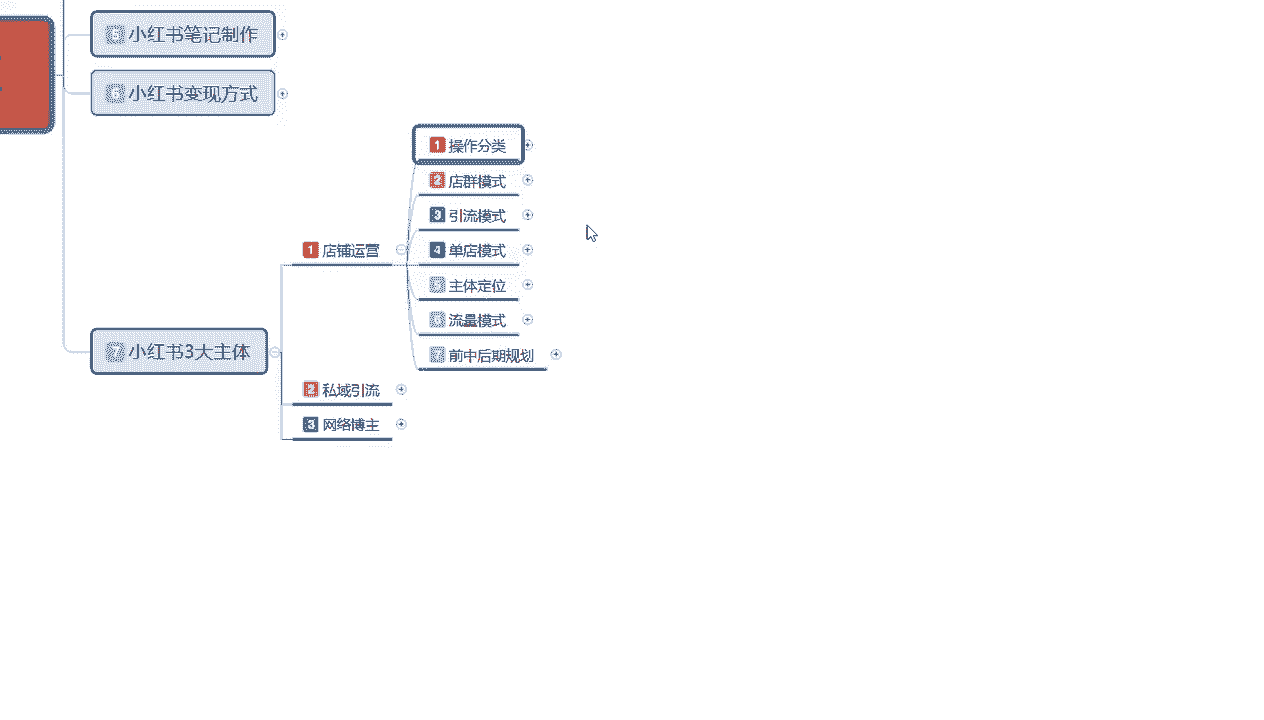 5 小红书笔记制作
6 小红书变现方式
1 操作分类
2 店群模式
3 引流模式
1 店铺运营
4 单店模式
5 主体定位
6 流量模式
7 小红书3大主体
7 前中后期规划
2 私域引流
3 网络博主